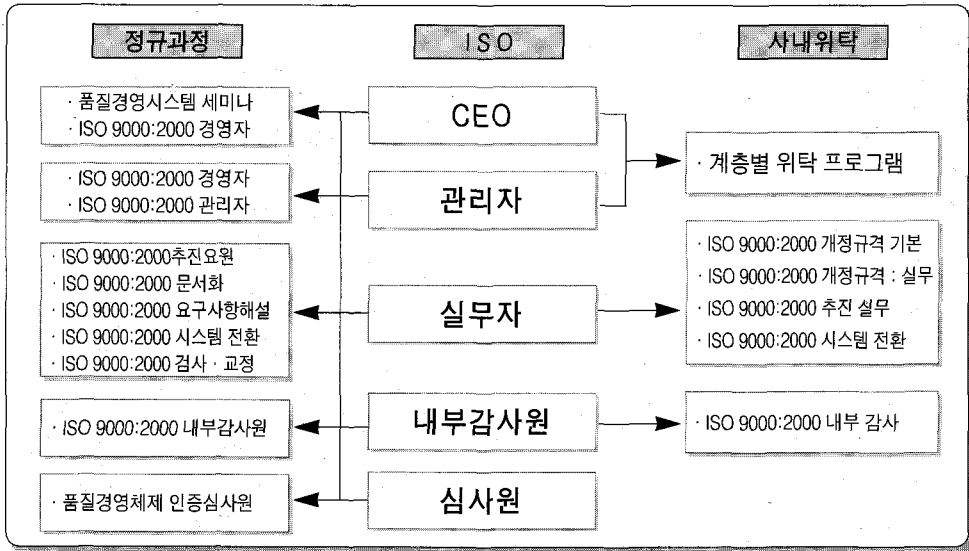 정규과정
ISO
사내위탁
· 품질경영시스템 세미나
· ISO 9000:2000 경영자
CEO
· 계층별 위탁 프로그램
· ISO 9000:2000 경영자
· ISO 9000:2000 관리자
관리자
· ISO 9000:2000추진요원
· ISO 9000:2000 문서화
· ISO 9000:2000 요구사항해설
· ISO 9000:2000 시스템 전환
· ISO 9000:2000 검사 · 교정
실무자
· ISO 9000:2000 개정규격 기본
· ISO 9000:2000 개정규격 : 실무
· ISO 9000:2000 추진 실무
· ISO 9000:2000 시스템 전환
· ISO 9000:2000 내부감사원
내부감사원
· ISO 9000:2000 내부 감사
· 품질경영체제 인증심사원
심사원